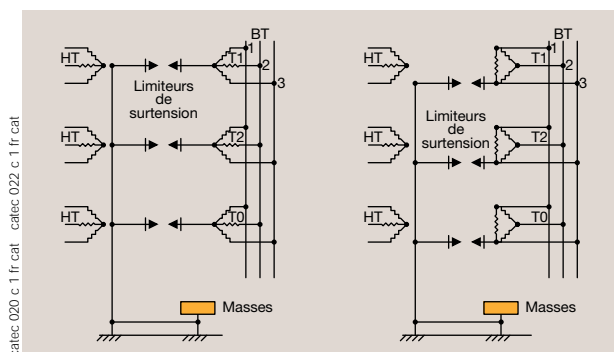 BT
1
HT
T1
2
3
Limiteurs
de
surtension
HT
T2
HT
T0
Masses
BT
1
HT
T1
2
3
Limiteurs
de
surtension
HT
T2
HT
T0
Masses
catec 020 c 1 fr cat catec 022 c 1 fr cat